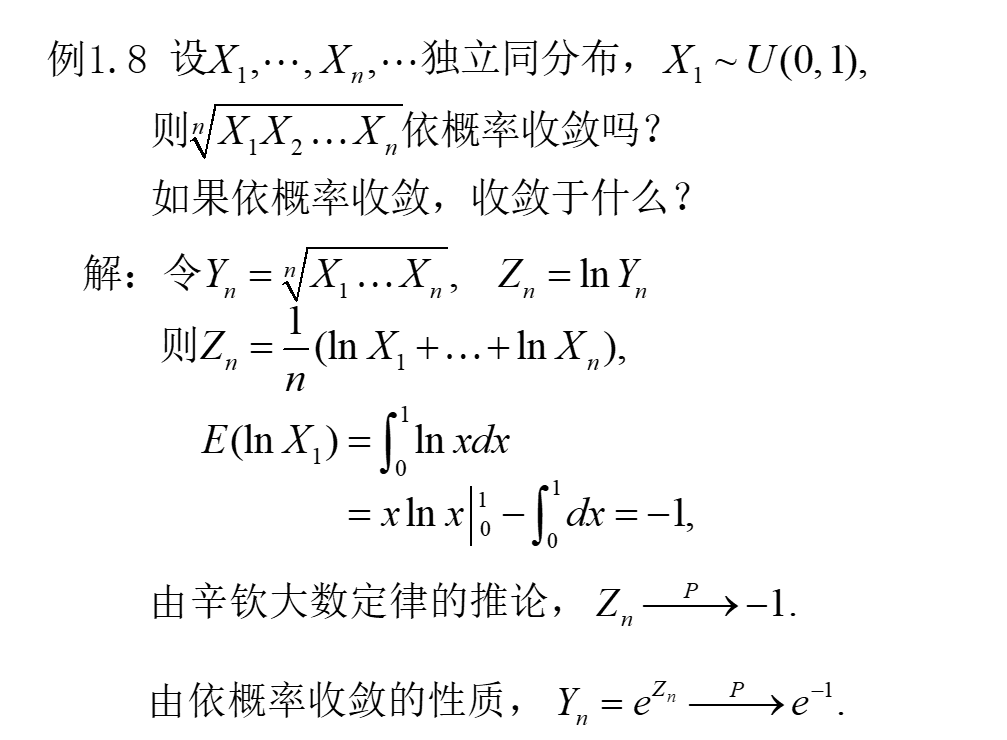 例1.8 设X₁,⋯, Xₙ,⋯独立同分布，X₁ ~ U(0,1),
则ⁿ√(X₁X₂…Xₙ)依概率收敛吗？
如果依概率收敛，收敛于什么？
解：令Yₙ = ⁿ√(X₁…Xₙ), Zₙ = ln Yₙ
则Zₙ = 1/n (ln X₁ +…+ ln Xₙ),
E(ln X₁) = ∫₀¹ ln xdx
= x ln x|₀¹ − ∫₀¹ dx = −1,
由辛钦大数定律的推论，Zₙ —P→ −1.
由依概率收敛的性质，Yₙ = e^(Zₙ) —P→ e⁻¹.